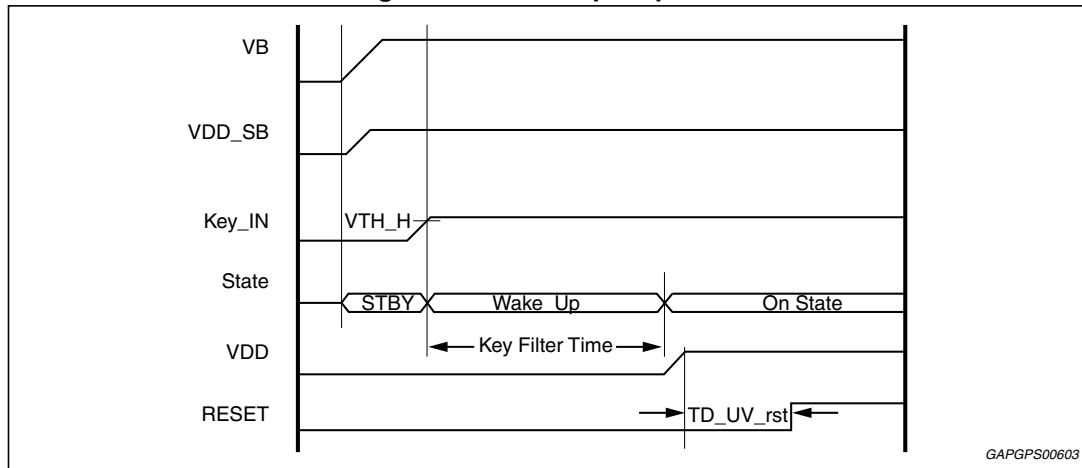 VB
VDD_SB
Key_IN
VTH_H
State
STBY
Wake Up
On State
VDD
Key Filter Time
RESET
TD_UV_rst
GAPGPS00603